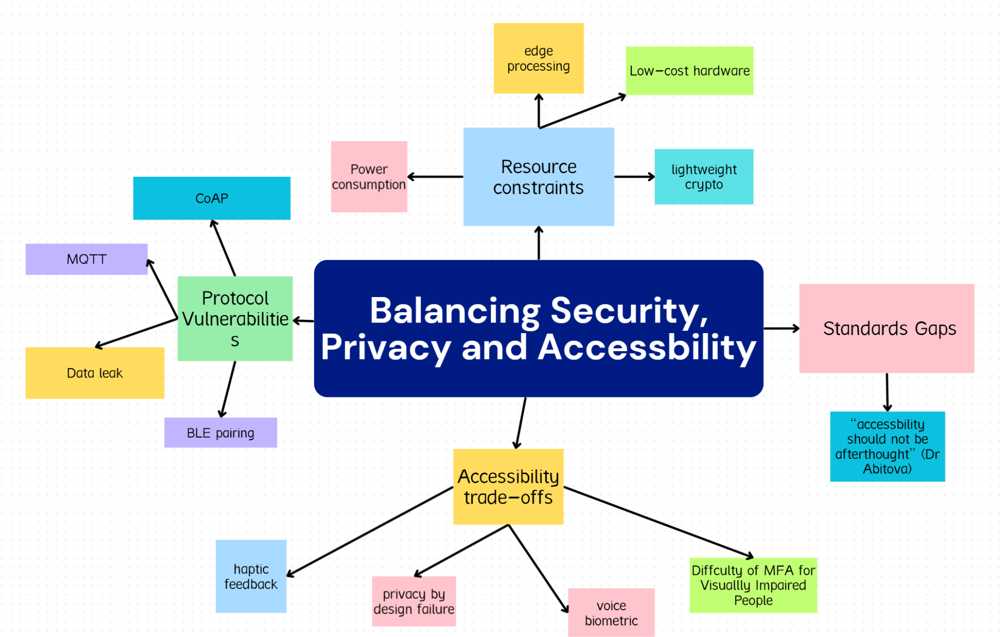 edge
processing
Low-cost hardware
Power
consumption
Resource
constraints
lightweight
crypto
CoAP
MQTT
Protocol
Vulnerabilitie
s
Data leak
BLE pairing
Balancing Security,
Privacy and Accessbility
Standards Gaps
“accessbility
should not be
afterthought” (Dr
Abitova)
Accessibility
trade-offs
haptic
feedback
privacy by
design failure
voice
biometric
Diffculty of MFA for
Visuallly Impaired
People